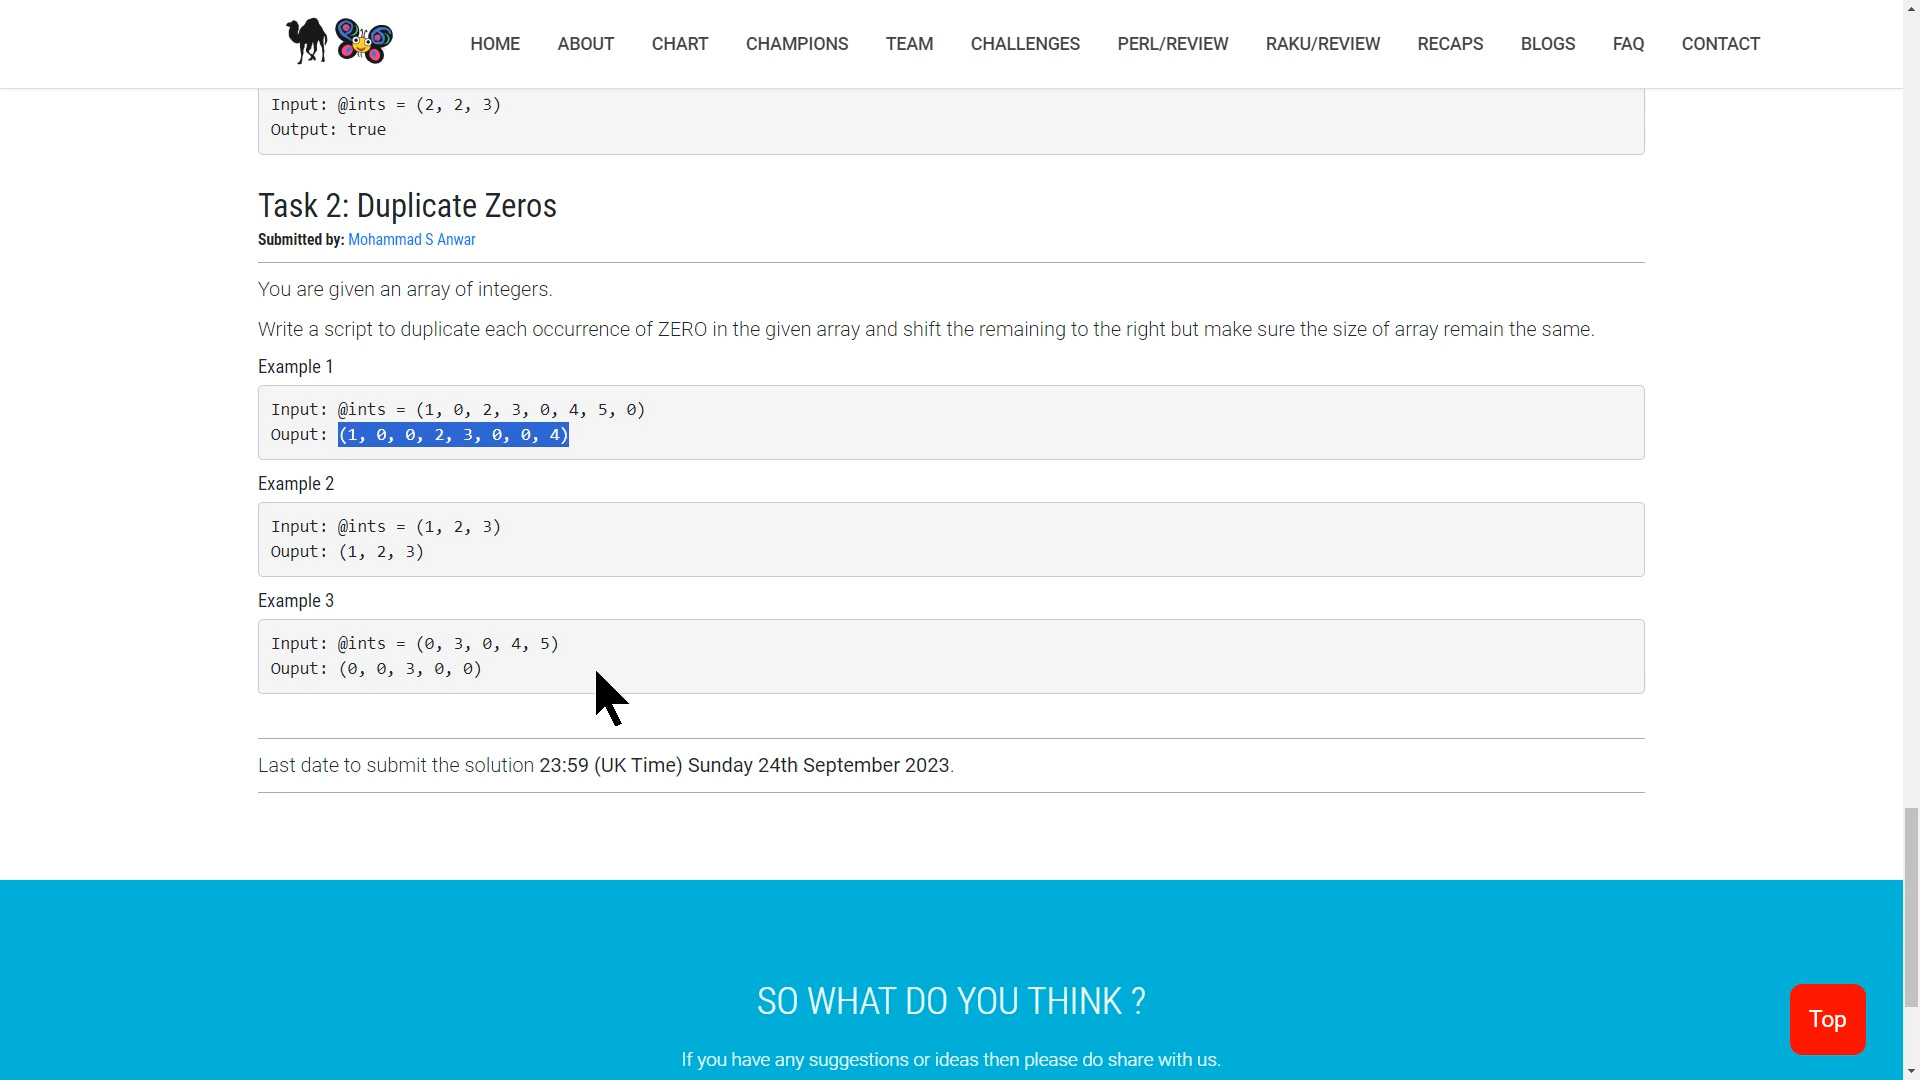 HOME ABOUT CHART CHAMPIONS TEAM CHALLENGES PERL/REVIEW RAKU/REVIEW RECAPS BLOGS FAQ CONTACT
Input: @ints = (2, 2, 3)
Output: true
Task 2: Duplicate Zeros
Submitted by: Mohammad S Anwar
You are given an array of integers.
Write a script to duplicate each occurrence of ZERO in the given array and shift the remaining to the right but make sure the size of array remain the same.
Example 1
Input: @ints = (1, 0, 2, 3, 0, 4, 5, 0)
Ouput: (1, 0, 0, 2, 3, 0, 0, 4)
Example 2
Input: @ints = (1, 2, 3)
Ouput: (1, 2, 3)
Example 3
Input: @ints = (0, 3, 0, 4, 5)
Ouput: (0, 0, 3, 0, 0)
Last date to submit the solution 23:59 (UK Time) Sunday 24th September 2023.
SO WHAT DO YOU THINK ?
Top
If you have any suggestions or ideas then please do share with us.